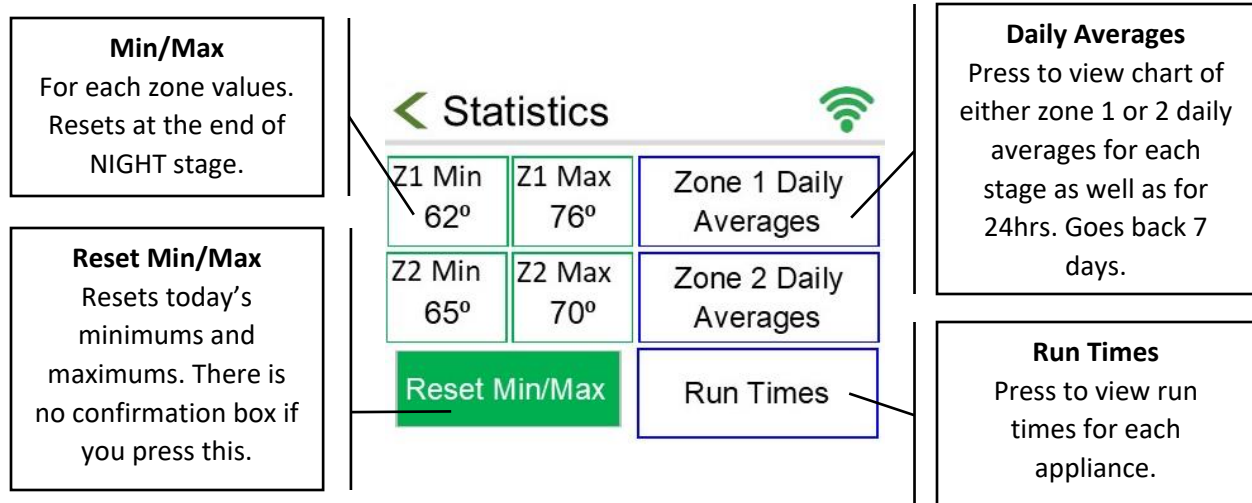 Min/Max
For each zone values.
Resets at the end of
NIGHT stage.
Reset Min/Max
Resets today’s
minimums and
maximums. There is
no confirmation box if
you press this.
Statistics
Z1 Min
62º
Z1 Max
76º
Zone 1 Daily
Averages
Z2 Min
65º
Z2 Max
70º
Zone 2 Daily
Averages
Reset Min/Max
Run Times
Daily Averages
Press to view chart of
either zone 1 or 2 daily
averages for each
stage as well as for
24hrs. Goes back 7
days.
Run Times
Press to view run
times for each
appliance.